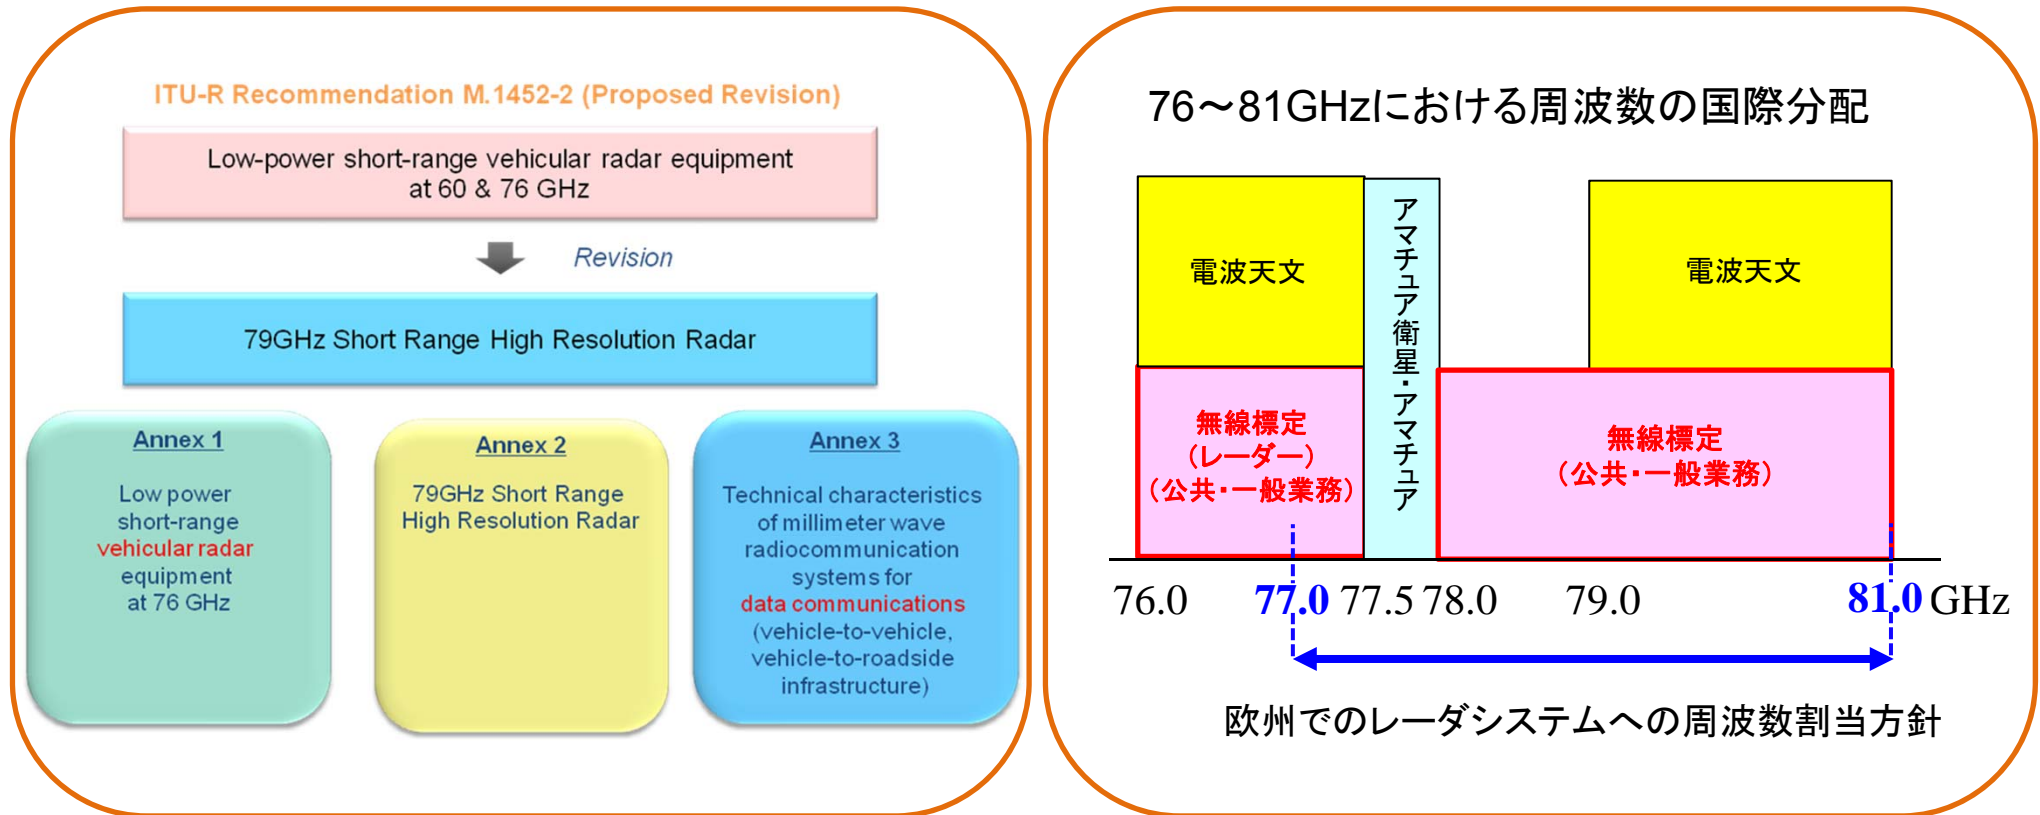 ITU-R Recommendation M.1452-2 (Proposed Revision)
Low-power short-range vehicular radar equipment
at 60 & 76 GHz
Revision
79GHz Short Range High Resolution Radar
Annex 1
Low power
short-range
vehicular radar
equipment
at 76 GHz
Annex 2
79GHz Short Range
High Resolution Radar
Annex 3
Technical characteristics
of millimeter wave
radiocommunication
systems for
data communications
(vehicle-to-vehicle,
vehicle-to-roadside
infrastructure)
76～81GHzにおける周波数の国際分配
電波天文
アマチュア衛星・アマチュア
電波天文
無線標定
（レーダー）
（公共・一般業務）
無線標定
（公共・一般業務）
76.0 77.0 77.5 78.0 79.0 81.0 GHz
欧州でのレーダシステムへの周波数割当方針